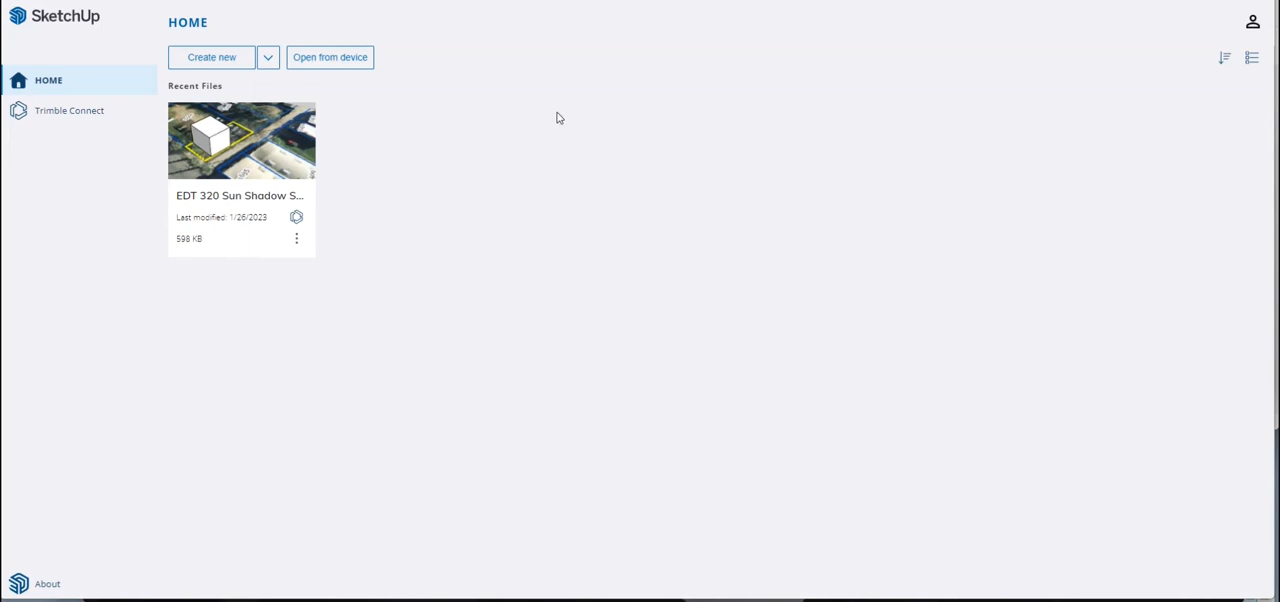 SketchUp
HOME
Create new
Open from device
HOME
Trimble Connect
Recent Files
EDT 320 Sun Shadow S...
Last modified: 1/26/2023
598 KB
About